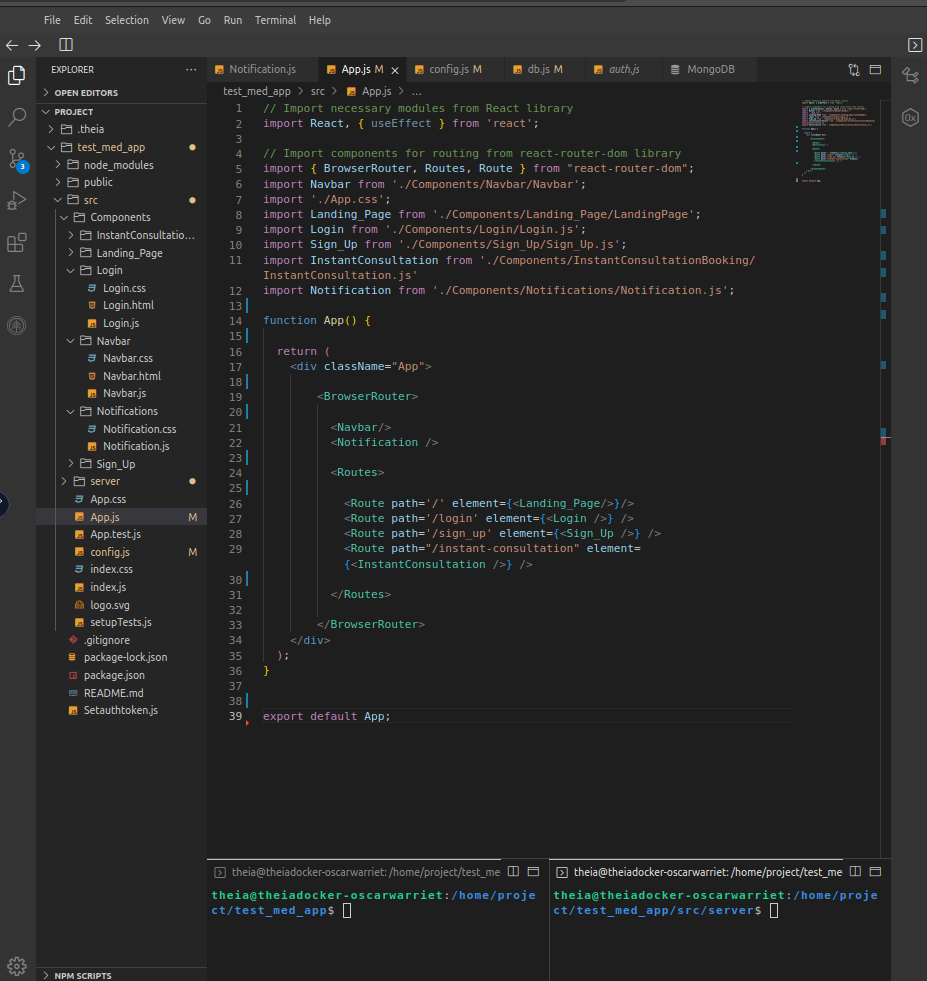 File Edit Selection View Go Run Terminal Help
EXPLORER
OPEN EDITORS
PROJECT
.theia
test_med_app
node_modules
public
src
Components
InstantConsultatio...
Landing_Page
Login
Login.css
Login.html
Login.js
Navbar
Navbar.css
Navbar.html
Navbar.js
Notifications
Notification.css
Notification.js
Sign_Up
server
App.css
App.js M
App.test.js
config.js M
index.css
index.js
logo.svg
setupTests.js
.gitignore
package-lock.json
package.json
README.md
Setauthtoken.js
NPM SCRIPTS
3
Notification.js App.js M config.js M db.js M auth.js MongoDB
test_med_app > src > App.js > ...
1 // Import necessary modules from React library
2 import React, { useEffect } from 'react';
3
4 // Import components for routing from react-router-dom library
5 import { BrowserRouter, Routes, Route } from "react-router-dom";
6 import Navbar from './Components/Navbar/Navbar';
7 import './App.css';
8 import Landing_Page from './Components/Landing_Page/LandingPage';
9 import Login from './Components/Login/Login.js';
10 import Sign_Up from './Components/Sign_Up/Sign_Up.js';
11 import InstantConsultation from './Components/InstantConsultationBooking/
InstantConsultation.js'
12 import Notification from './Components/Notifications/Notification.js';
13
14 function App() {
15
16 return (
17 <div className="App">
18
19 <BrowserRouter>
20
21 <Navbar/>
22 <Notification />
23
24 <Routes>
25
26 <Route path='/' element={<Landing_Page/>}/>
27 <Route path='/login' element={<Login />} />
28 <Route path='/sign_up' element={<Sign_Up />} />
29 <Route path="/instant-consultation" element=
{<InstantConsultation />} />
30
31 </Routes>
32
33 </BrowserRouter>
34 </div>
35 );
36 }
37
38
39 export default App;
0x
theia@theiadocker-oscarwarriet: /home/project/test_me
theia@theiadocker-oscarwarriet:/home/proje
ct/test_med_app$
theia@theiadocker-oscarwarriet: /home/project/test_me
theia@theiadocker-oscarwarriet:/home/proje
ct/test_med_app/src/server$